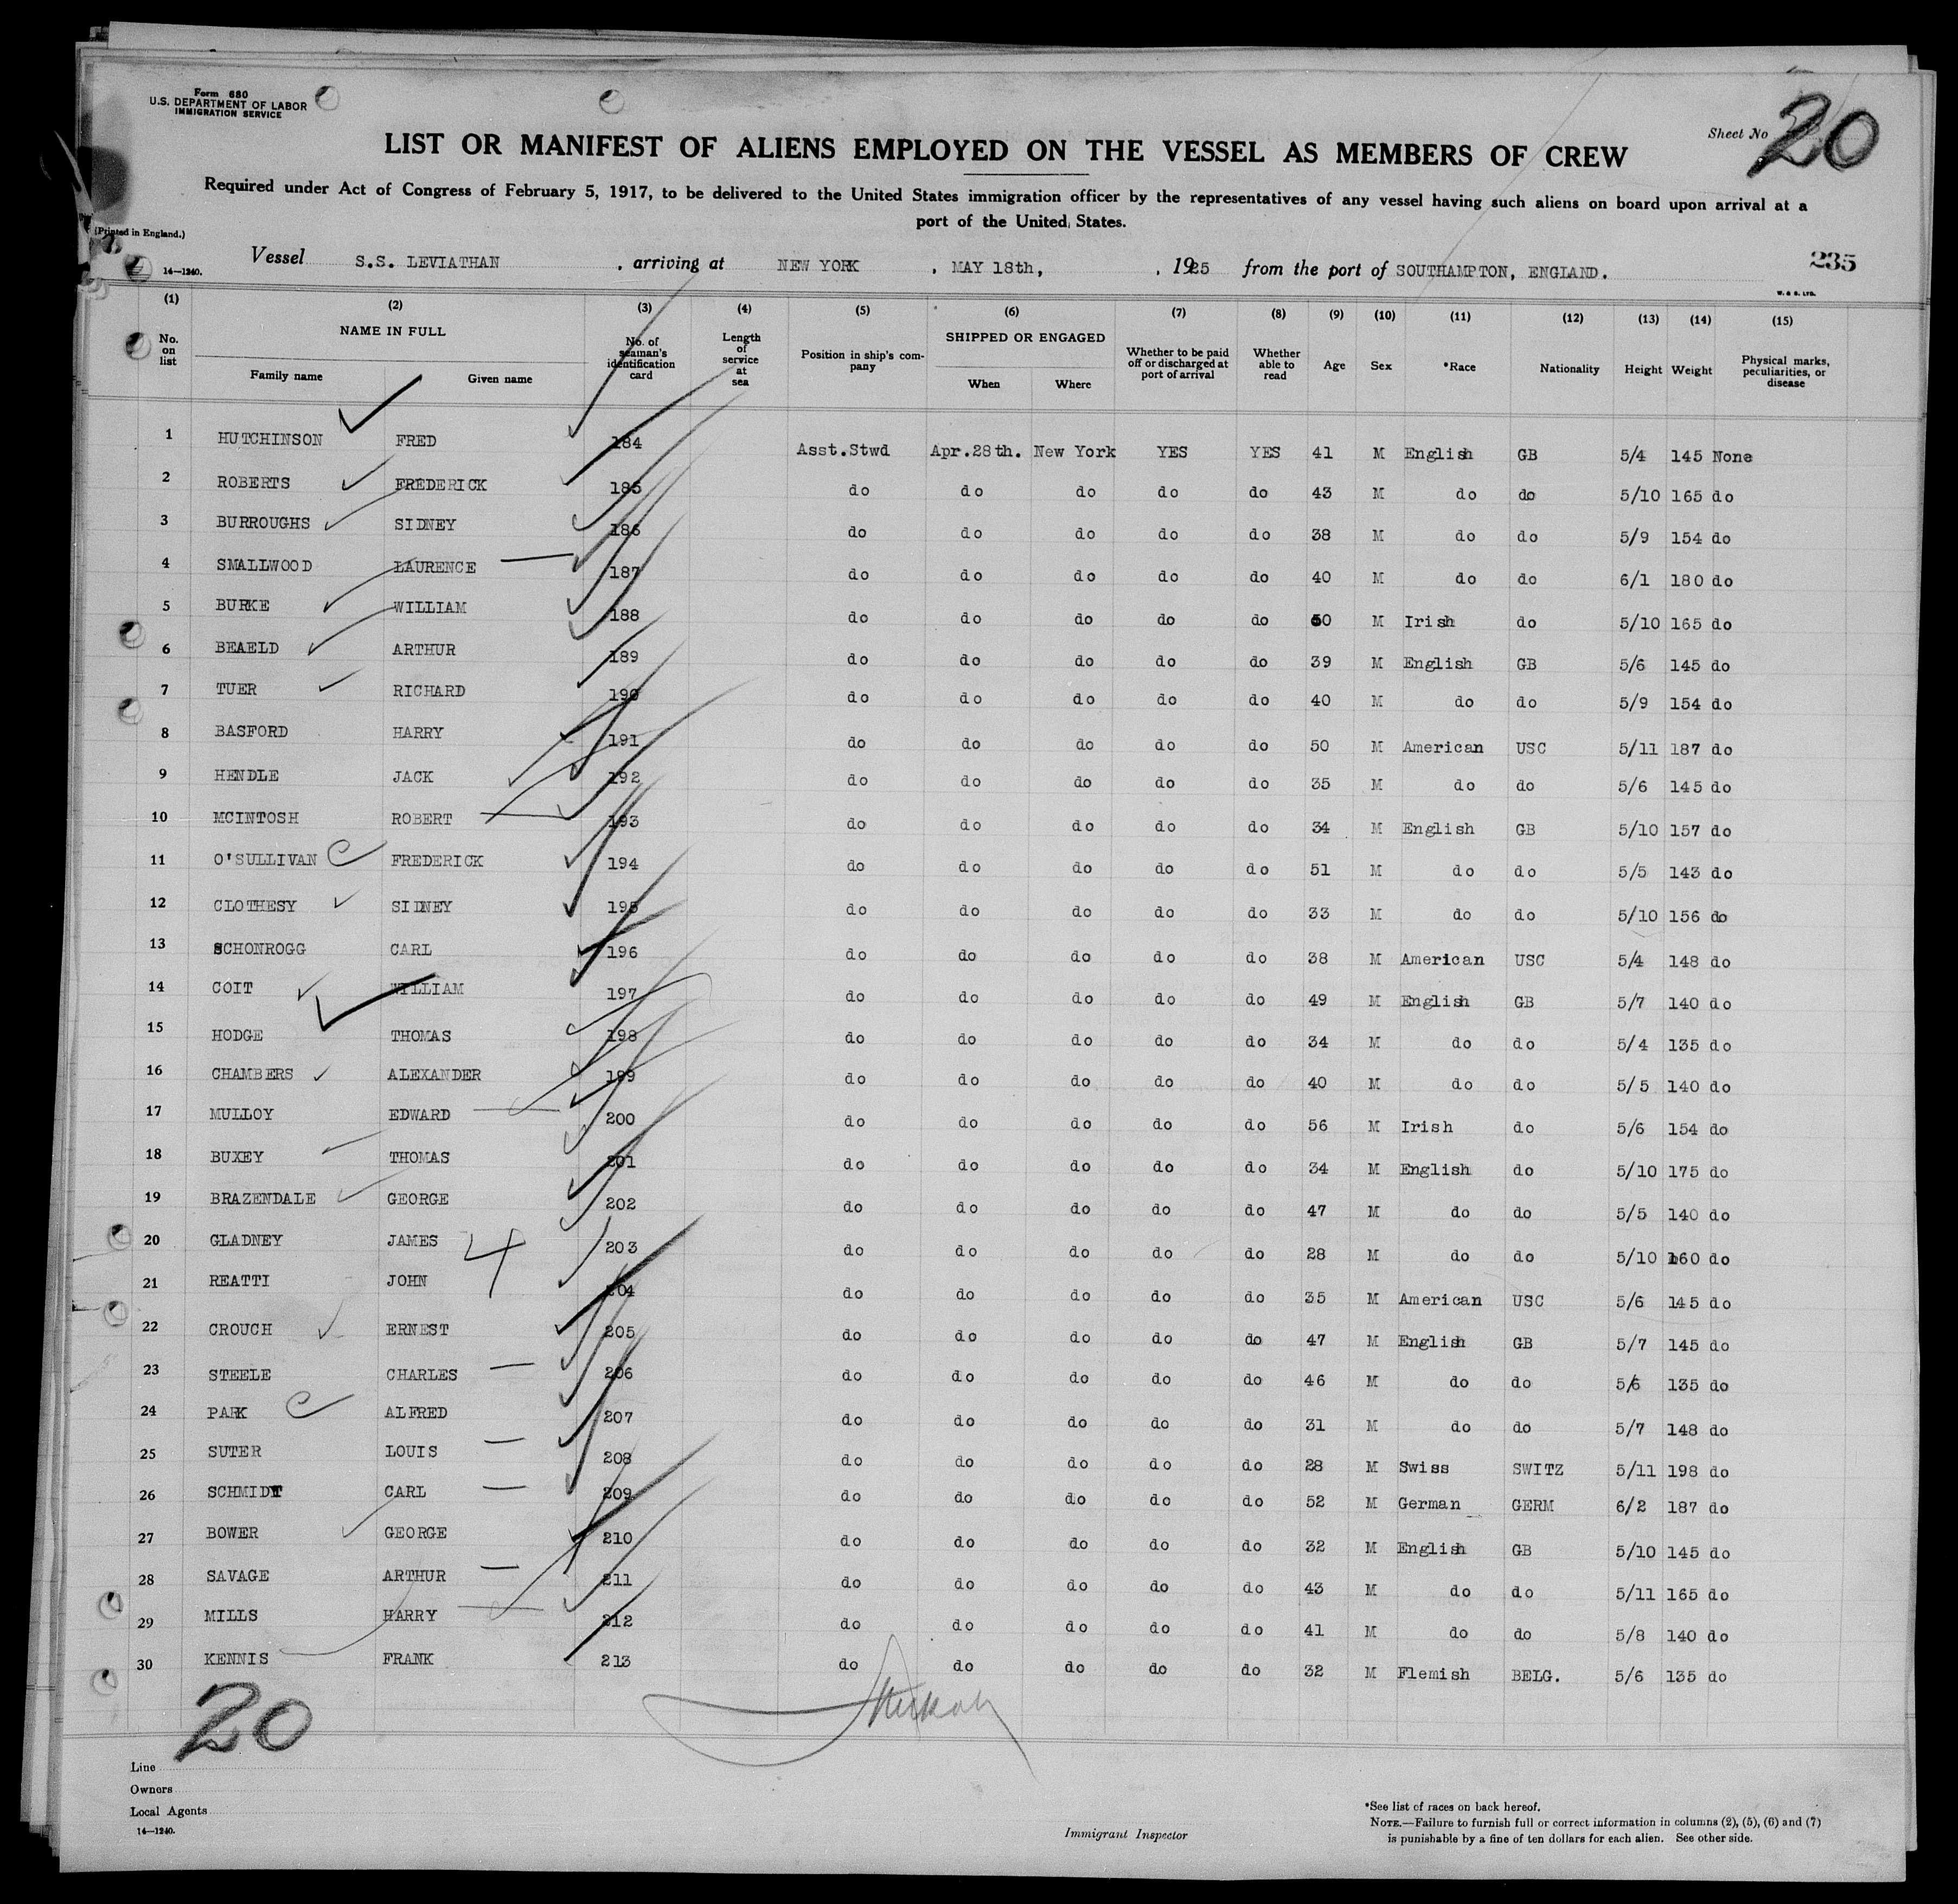 Form 680
U.S. DEPARTMENT OF LABOR
IMMIGRATION SERVICE
Sheet No 20
LIST OR MANIFEST OF ALIENS EMPLOYED ON THE VESSEL AS MEMBERS OF CREW
Required under Act of Congress of February 5, 1917, to be delivered to the United States immigration officer by the representatives of any vessel having such aliens on board upon arrival at a
port of the United States.
(Printed in England.)
14—1240.
Vessel S.S. LEVIATHAN , arriving at NEW YORK , MAY 18th, , 1925 from the port of SOUTHAMPTON, ENGLAND.
235
W. & S. LTD.
(1) (2) (3) (4) (5) (6) (7) (8) (9) (10) (11) (12) (13) (14) (15)
No. on list NAME IN FULL Family name Given name No. of seaman's identification card Length of service at sea Position in ship's company SHIPPED OR ENGAGED When Where Whether to be paid off or discharged at port of arrival Whether able to read Age Sex *Race Nationality Height Weight Physical marks, peculiarities, or disease
1 HUTCHINSON FRED 184 Asst.Stwd Apr.28th. New York YES YES 41 M English GB 5/4 145 None
2 ROBERTS FREDERICK 185 do do do do do 43 M do do 5/10 165 do
3 BURROUGHS SIDNEY 186 do do do do do 38 M do do 5/9 154 do
4 SMALLWOOD LAURENCE 187 do do do do do 40 M do do 6/1 180 do
5 BURKE WILLIAM 188 do do do do do 50 M Irish do 5/10 165 do
6 BEAELD ARTHUR 189 do do do do do 39 M English GB 5/6 145 do
7 TUER RICHARD 190 do do do do do 40 M do do 5/9 154 do
8 BASFORD HARRY 191 do do do do do 50 M American USC 5/11 187 do
9 HENDLE JACK 192 do do do do do 35 M do do 5/6 145 do
10 MCINTOSH ROBERT 193 do do do do do 34 M English GB 5/10 157 do
11 O'SULLIVAN C FREDERICK 194 do do do do do 51 M do do 5/5 143 do
12 CLOTHESY SIDNEY 195 do do do do do 33 M do do 5/10 156 do
13 SCHONROGG CARL 196 do do do do do 38 M American USC 5/4 148 do
14 COIT WILLIAM 197 do do do do do 49 M English GB 5/7 140 do
15 HODGE THOMAS 198 do do do do do 34 M do do 5/4 135 do
16 CHAMBERS ALEXANDER 199 do do do do do 40 M do do 5/5 140 do
17 MULLOY EDWARD 200 do do do do do 56 M Irish do 5/6 154 do
18 BUXEY THOMAS 201 do do do do do 34 M English do 5/10 175 do
19 BRAZENDALE GEORGE 202 do do do do do 47 M do do 5/5 140 do
20 GLADNEY JAMES 4 203 do do do do do 28 M do do 5/10 160 do
21 REATTI JOHN 204 do do do do do 35 M American USC 5/6 145 do
22 CROUCH ERNEST 205 do do do do do 47 M English GB 5/7 145 do
23 STEELE CHARLES 206 do do do do do 46 M do do 5/6 135 do
24 PARK C ALFRED 207 do do do do do 31 M do do 5/7 148 do
25 SUTER LOUIS 208 do do do do do 28 M Swiss SWITZ 5/11 198 do
26 SCHMIDT CARL 209 do do do do do 52 M German GERM 6/2 187 do
27 BOWER GEORGE 210 do do do do do 32 M English GB 5/10 145 do
28 SAVAGE ARTHUR 211 do do do do do 43 M do do 5/11 165 do
29 MILLS HARRY 212 do do do do do 41 M do do 5/8 140 do
30 KENNIS FRANK 213 do do do do do 32 M Flemish BELG. 5/6 135 do
20
Line
Owners
Local Agents
14—1240.
Immigrant Inspector
*See list of races on back hereof.
NOTE.—Failure to furnish full or correct information in columns (2), (5), (6) and (7)
is punishable by a fine of ten dollars for each alien. See other side.